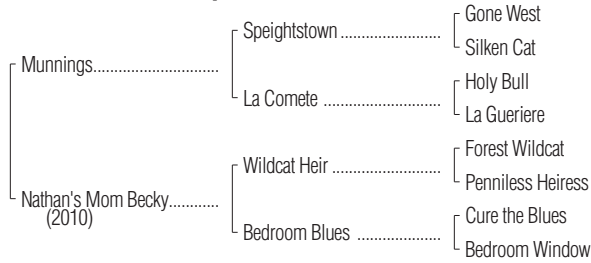 Gone West
Speightstown
Silken Cat
Munnings
Holy Bull
La Comete
La Gueriere
Forest Wildcat
Wildcat Heir
Penniless Heiress
Nathan's Mom Becky
(2010)
Cure the Blues
Bedroom Blues
Bedroom Window